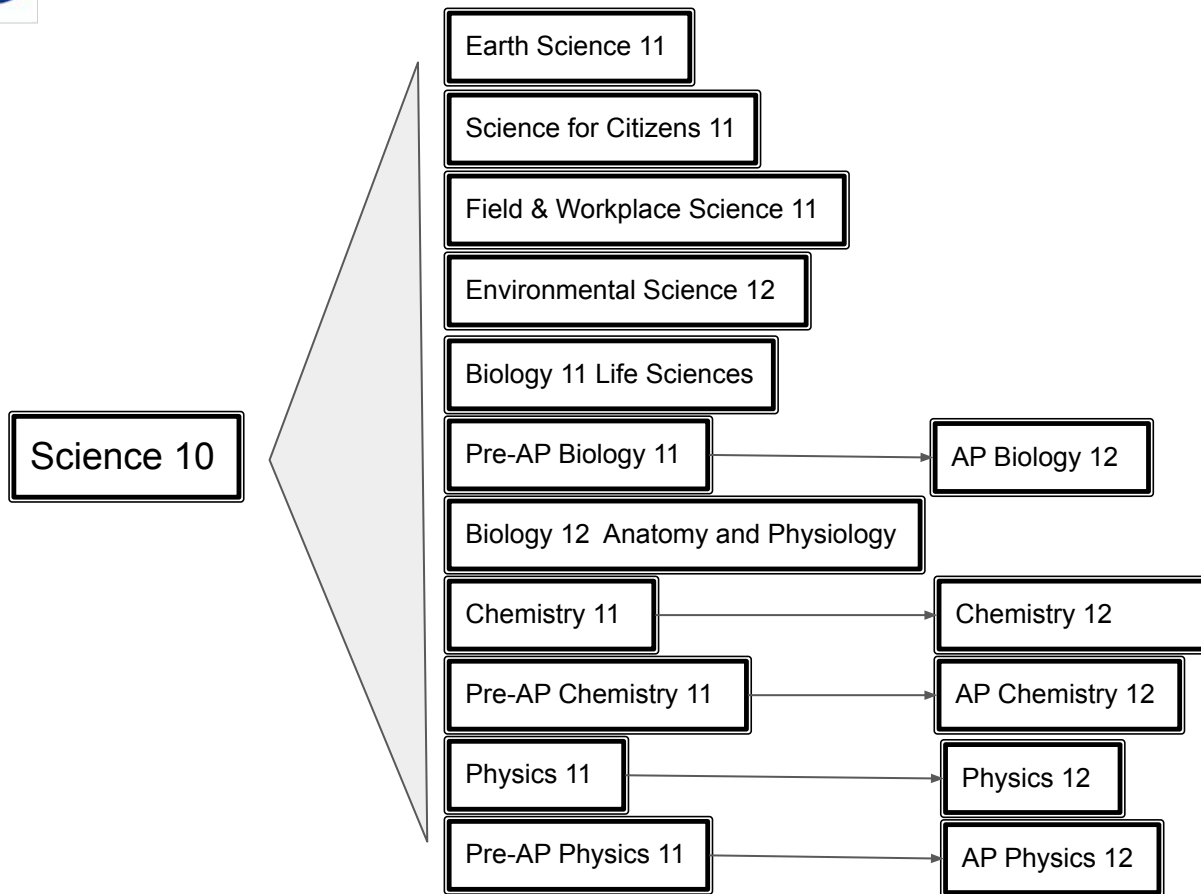 Earth Science 11
Science for Citizens 11
Field & Workplace Science 11
Environmental Science 12
Biology 11 Life Sciences
Science 10
Pre-AP Biology 11
AP Biology 12
Biology 12  Anatomy and Physiology
Chemistry 11
Chemistry 12
Pre-AP Chemistry 11
AP Chemistry 12
Physics 11
Physics 12
Pre-AP Physics 11
AP Physics 12